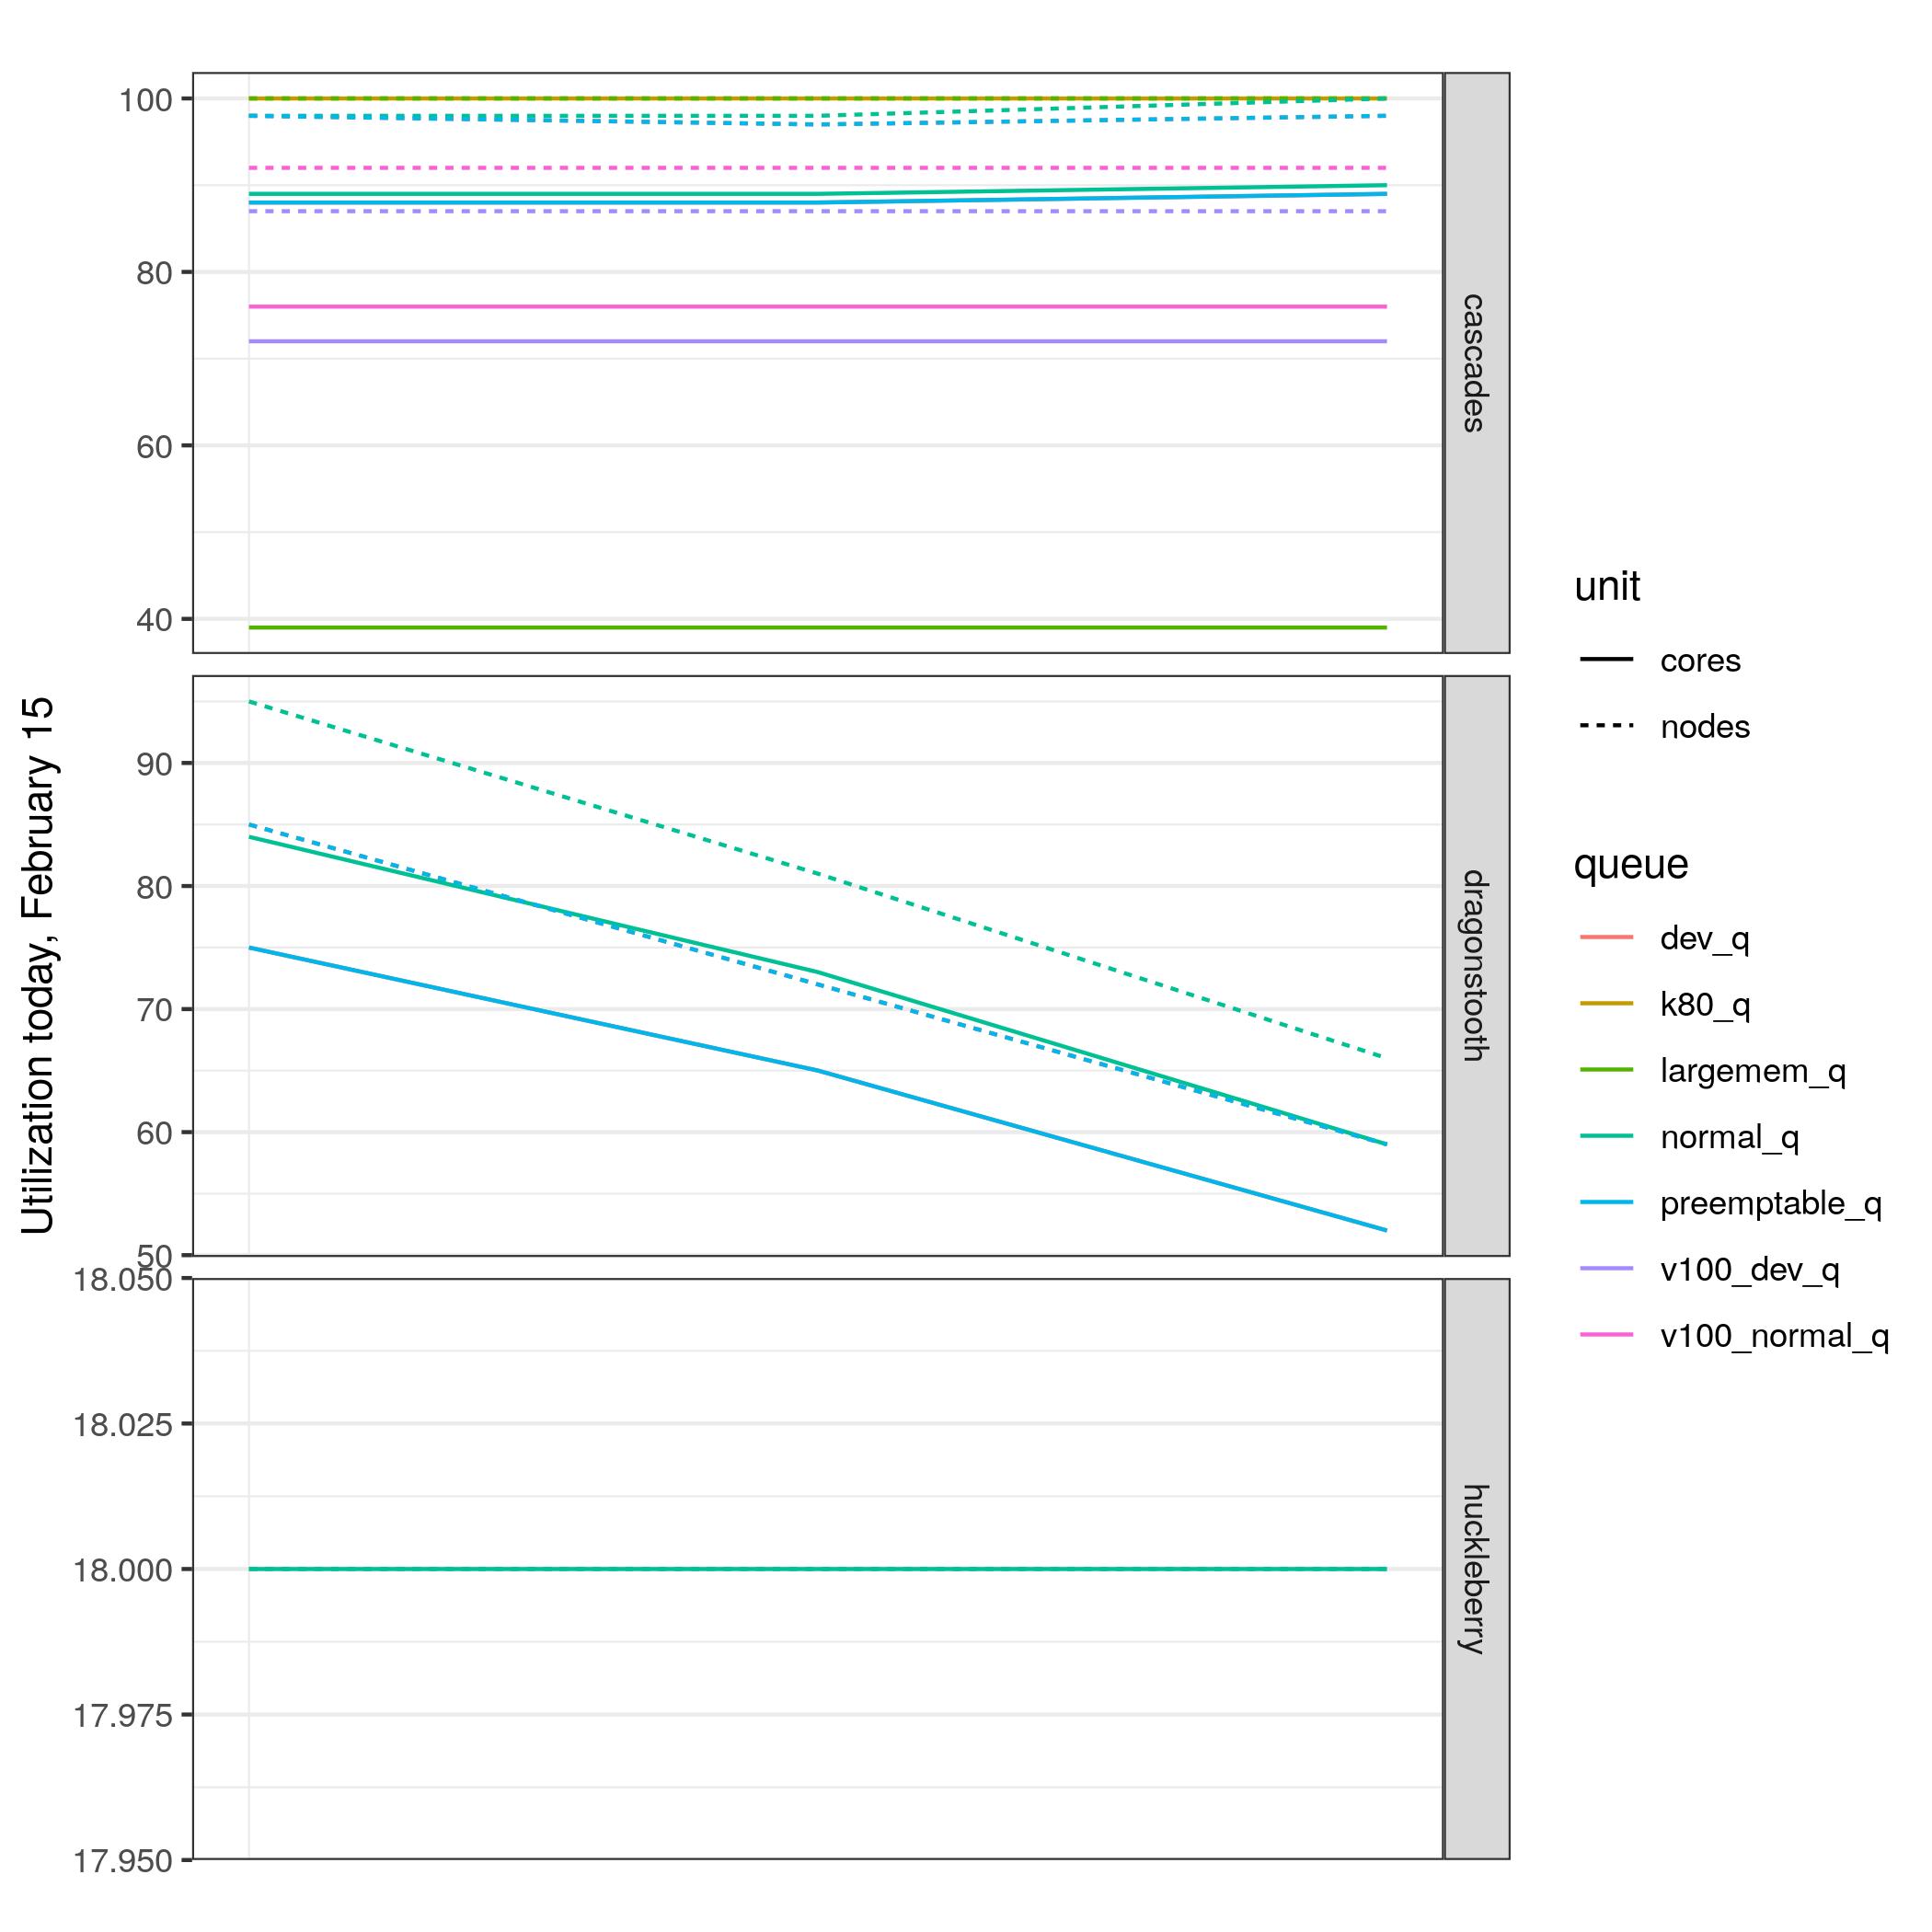 Utilization today, February 15
100
80
60
40
cascades
90
80
70
60
50
dragonstooth
18.050
18.025
18.000
17.975
17.950
huckleberry
unit
cores
nodes
queue
dev_q
k80_q
largemem_q
normal_q
preemptable_q
v100_dev_q
v100_normal_q